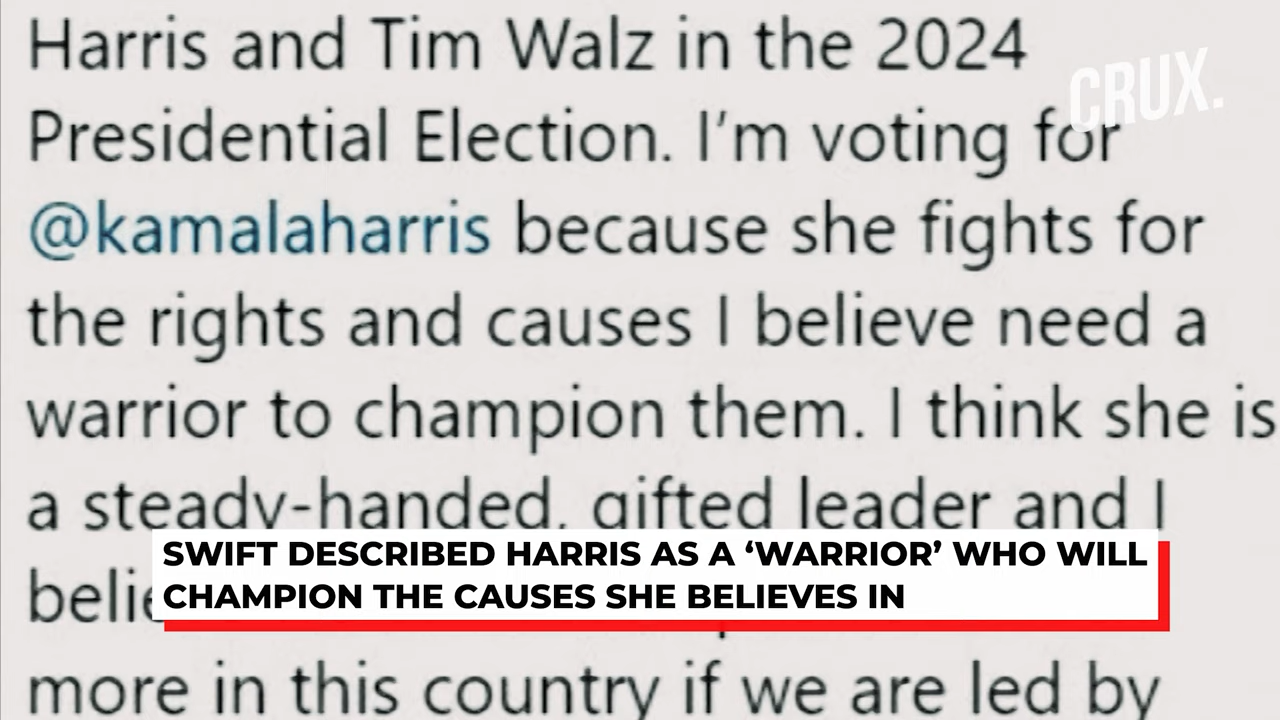 Harris and Tim Walz in the 2024
CRUX.
Presidential Election. I’m voting for
@kamalaharris because she fights for
the rights and causes I believe need a
warrior to champion them. I think she is
a steady-handed, gifted leader and I
SWIFT DESCRIBED HARRIS AS A ‘WARRIOR’ WHO WILL
CHAMPION THE CAUSES SHE BELIEVES IN
more in this country if we are led by